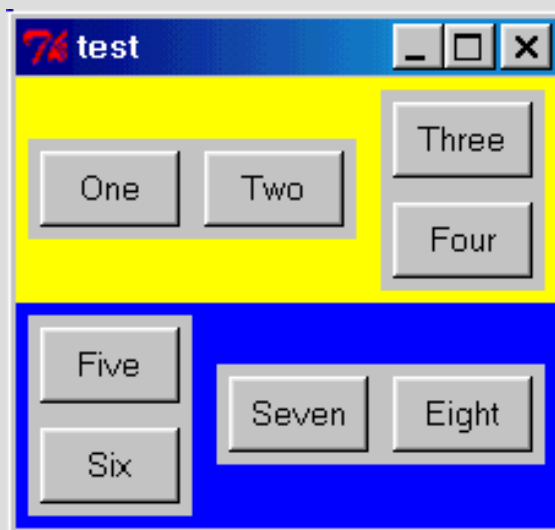 test
One Two
Three
Four
Five
Six
Seven Eight